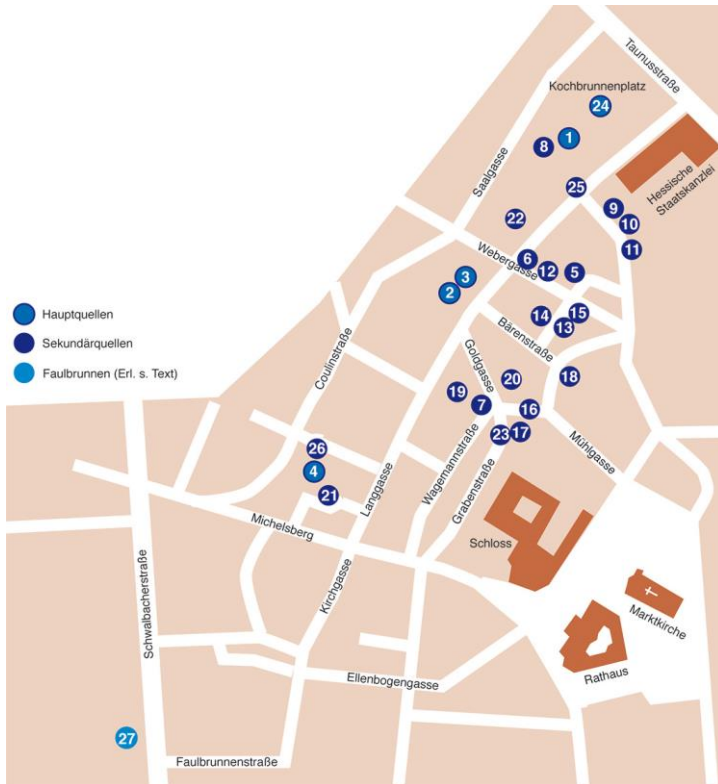 Taunusstraße
Kochbrunnenplatz
24
1
8
Saalgasse
Hessische
Staatskanzlei
25
9
10
22
11
Webergasse
6
12
5
3
2
Hauptquellen
Sekundärquellen
Faulbrunnen (Erl. s. Text)
14
15
13
Bärenstraße
Coulinstraße
Goldgasse
20
18
19
7
16
23
17
Mühlgasse
Wagemannstraße
Grabenstraße
26
4
21
Langgasse
Michelsberg
Schloss
Kirchgasse
Schwalbacherstraße
Marktkirche
Rathaus
Ellenbogengasse
27
Faulbrunnenstraße